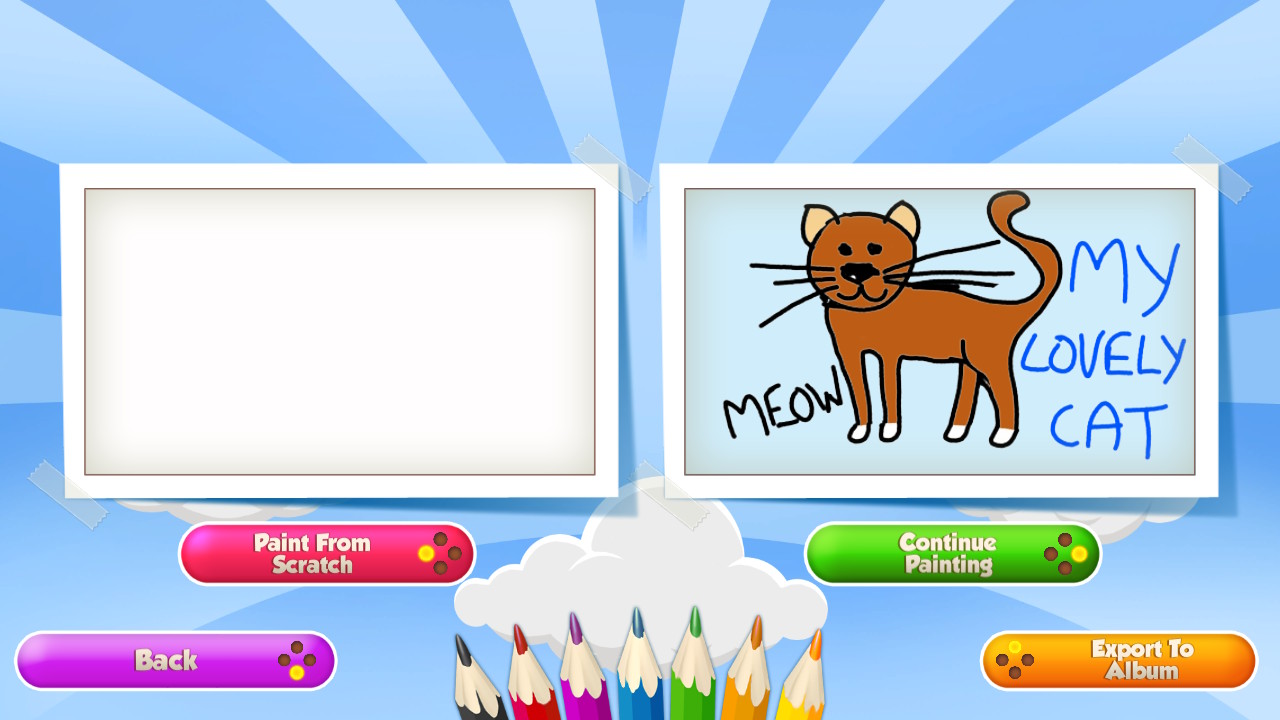 MY
LOVELY
CAT
MEOW
Paint From
Scratch
Continue
Painting
Back
Export To
Album